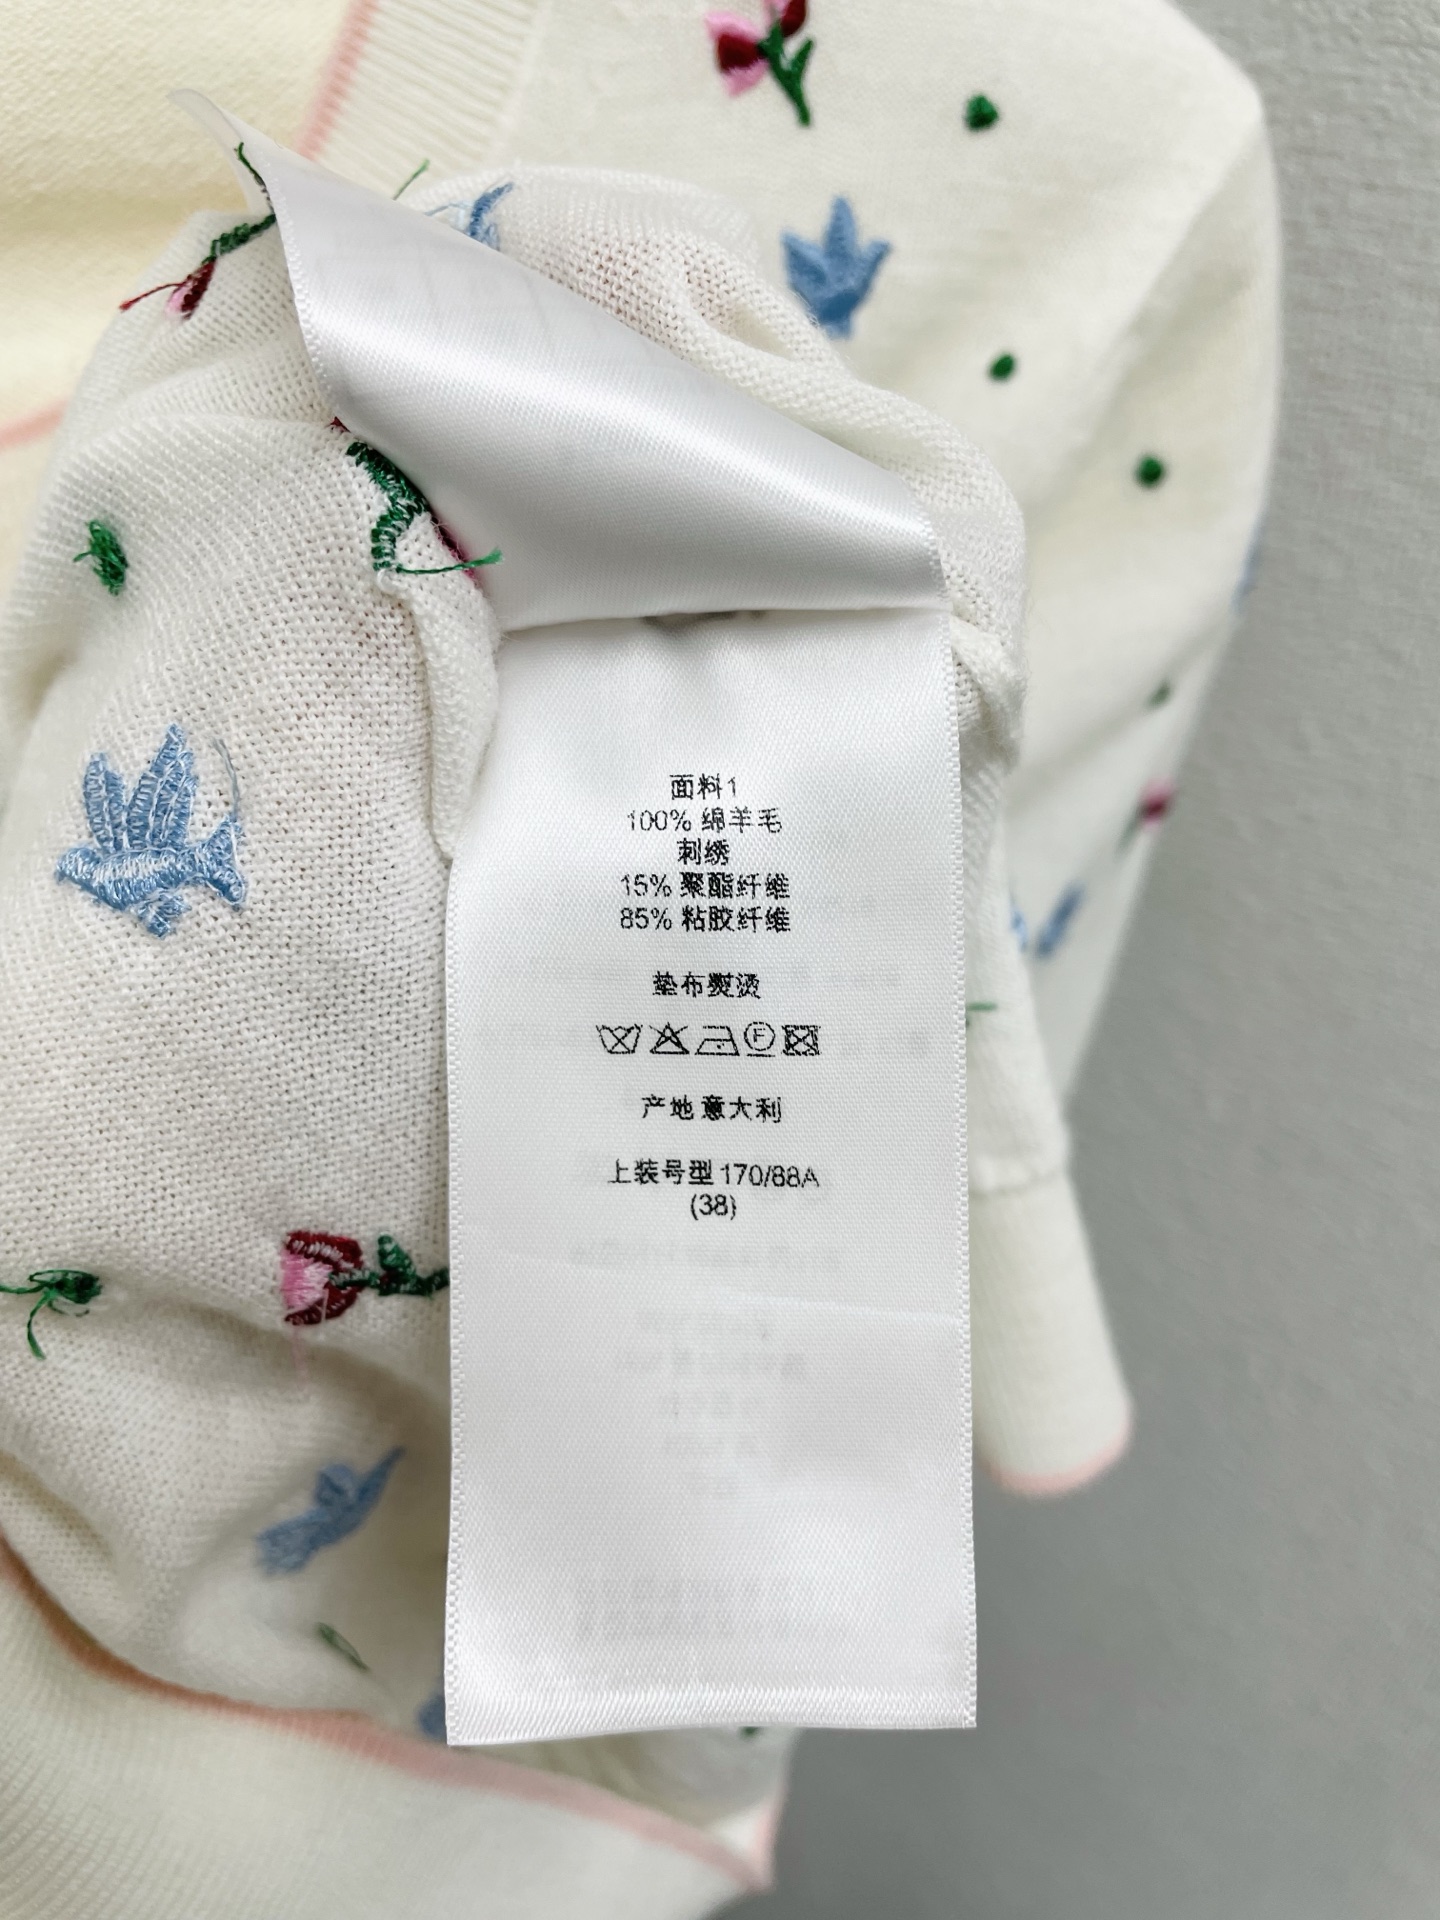 面料1
100% 绵羊毛
刺绣
15% 聚酯纤维
85% 粘胶纤维
垫布熨烫
F
产地 意大利
上装号型 170/88A
(38)